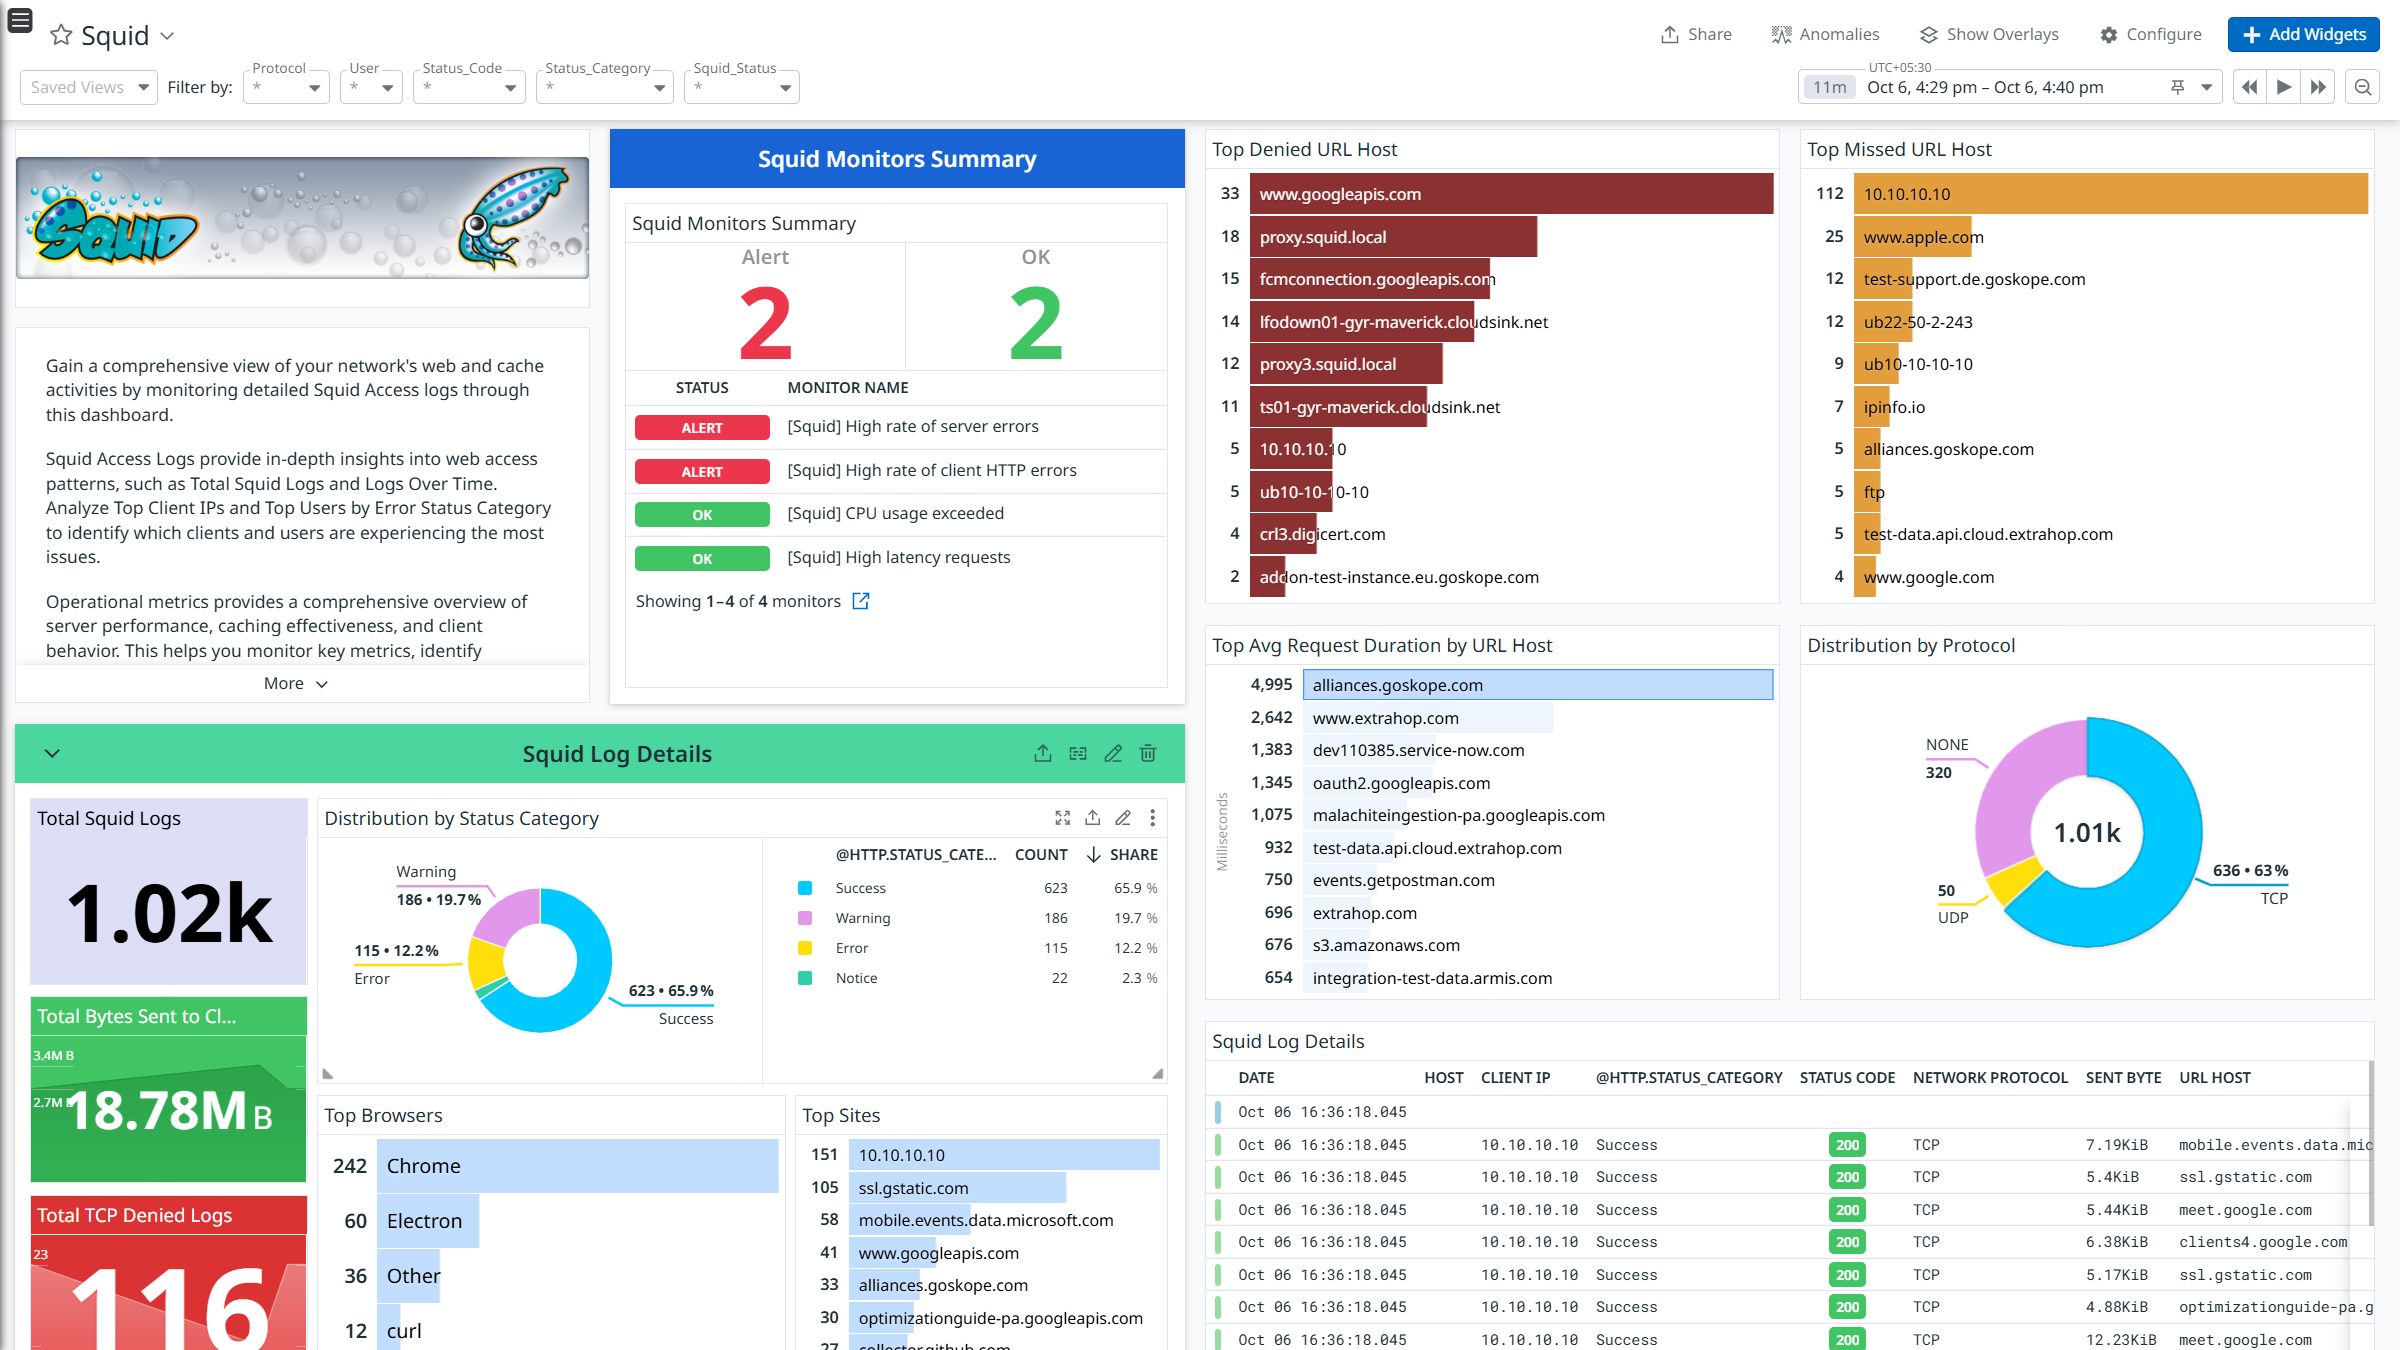 Squid
Share
Anomalies
Show Overlays
Configure
Add Widgets
Saved Views
Filter by:
Protocol
*
User
*
Status_Code
*
Status_Category
*
Squid_Status
*
UTC+05:30
11m Oct 6, 4:29 pm – Oct 6, 4:40 pm
SQUID
Gain a comprehensive view of your network's web and cache
activities by monitoring detailed Squid Access logs through
this dashboard.
Squid Access Logs provide in-depth insights into web access
patterns, such as Total Squid Logs and Logs Over Time.
Analyze Top Client IPs and Top Users by Error Status Category
to identify which clients and users are experiencing the most
issues.
Operational metrics provides a comprehensive overview of
server performance, caching effectiveness, and client
behavior. This helps you monitor key metrics, identify
More
Squid Monitors Summary
Squid Monitors Summary
Alert
2
OK
2
STATUS MONITOR NAME
ALERT [Squid] High rate of server errors
ALERT [Squid] High rate of client HTTP errors
OK [Squid] CPU usage exceeded
OK [Squid] High latency requests
Showing 1–4 of 4 monitors
Top Denied URL Host
33 www.googleapis.com
18 proxy.squid.local
15 fcmconnection.googleapis.com
14 lfodown01-gyr-maverick.cloudsink.net
12 proxy3.squid.local
11 ts01-gyr-maverick.cloudsink.net
5 10.10.10.10
5 ub10-10-10-10
4 crl3.digicert.com
2 addon-test-instance.eu.goskope.com
Top Missed URL Host
112 10.10.10.10
25 www.apple.com
12 test-support.de.goskope.com
12 ub22-50-2-243
9 ub10-10-10-10
7 ipinfo.io
5 alliances.goskope.com
5 ftp
5 test-data.api.cloud.extrahop.com
4 www.google.com
Top Avg Request Duration by URL Host
Milliseconds
4,995 alliances.goskope.com
2,642 www.extrahop.com
1,383 dev110385.service-now.com
1,345 oauth2.googleapis.com
1,075 malachiteingestion-pa.googleapis.com
932 test-data.api.cloud.extrahop.com
750 events.getpostman.com
696 extrahop.com
676 s3.amazonaws.com
654 integration-test-data.armis.com
Distribution by Protocol
NONE
320
1.01k
50
UDP
636 • 63%
TCP
Squid Log Details
Total Squid Logs
1.02k
Total Bytes Sent to Cl...
3.4M B
2.7M
18.78M B
Total TCP Denied Logs
23
116
Distribution by Status Category
Warning
186 • 19.7%
115 • 12.2%
Error
623 • 65.9%
Success
@HTTP.STATUS_CATE... COUNT SHARE
Success 623 65.9 %
Warning 186 19.7 %
Error 115 12.2 %
Notice 22 2.3 %
Top Browsers
242 Chrome
60 Electron
36 Other
12 curl
Top Sites
151 10.10.10.10
105 ssl.gstatic.com
58 mobile.events.data.microsoft.com
41 www.googleapis.com
33 alliances.goskope.com
30 optimizationguide-pa.googleapis.com
27 collector.github.com
Squid Log Details
DATE HOST CLIENT IP @HTTP.STATUS_CATEGORY STATUS CODE NETWORK PROTOCOL SENT BYTE URL HOST
Oct 06 16:36:18.045
Oct 06 16:36:18.045 10.10.10.10 Success 200 TCP 7.19KiB mobile.events.data.mic
Oct 06 16:36:18.045 10.10.10.10 Success 200 TCP 5.4KiB ssl.gstatic.com
Oct 06 16:36:18.045 10.10.10.10 Success 200 TCP 5.44KiB meet.google.com
Oct 06 16:36:18.045 10.10.10.10 Success 200 TCP 6.38KiB clients4.google.com
Oct 06 16:36:18.045 10.10.10.10 Success 200 TCP 5.17KiB ssl.gstatic.com
Oct 06 16:36:18.045 10.10.10.10 Success 200 TCP 4.88KiB optimizationguide-pa.g
Oct 06 16:36:18.045 10.10.10.10 Success 200 TCP 12.23KiB meet.google.com